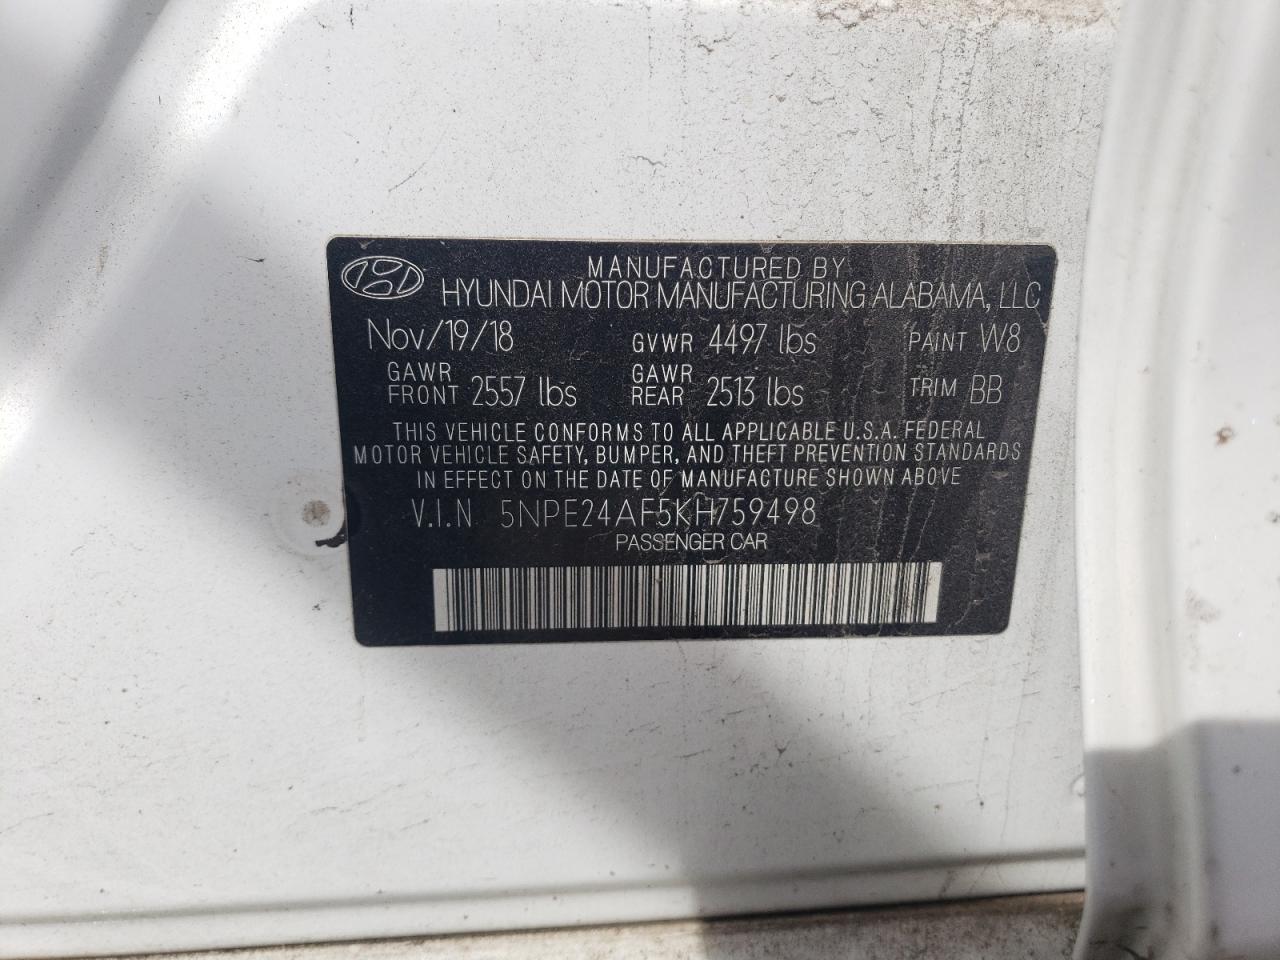 MANUFACTURED BY
HYUNDAI MOTOR MANUFACTURING ALABAMA, LLC
Nov/19/18 GVWR 4497 lbs PAINT W8
GAWR FRONT 2557 lbs GAWR REAR 2513 lbs TRIM BB
THIS VEHICLE CONFORMS TO ALL APPLICABLE U.S.A. FEDERAL
MOTOR VEHICLE SAFETY, BUMPER, AND THEFT PREVENTION STANDARDS
IN EFFECT ON THE DATE OF MANUFACTURE SHOWN ABOVE
V.I.N 5NPE24AF5KH759498
PASSENGER CAR